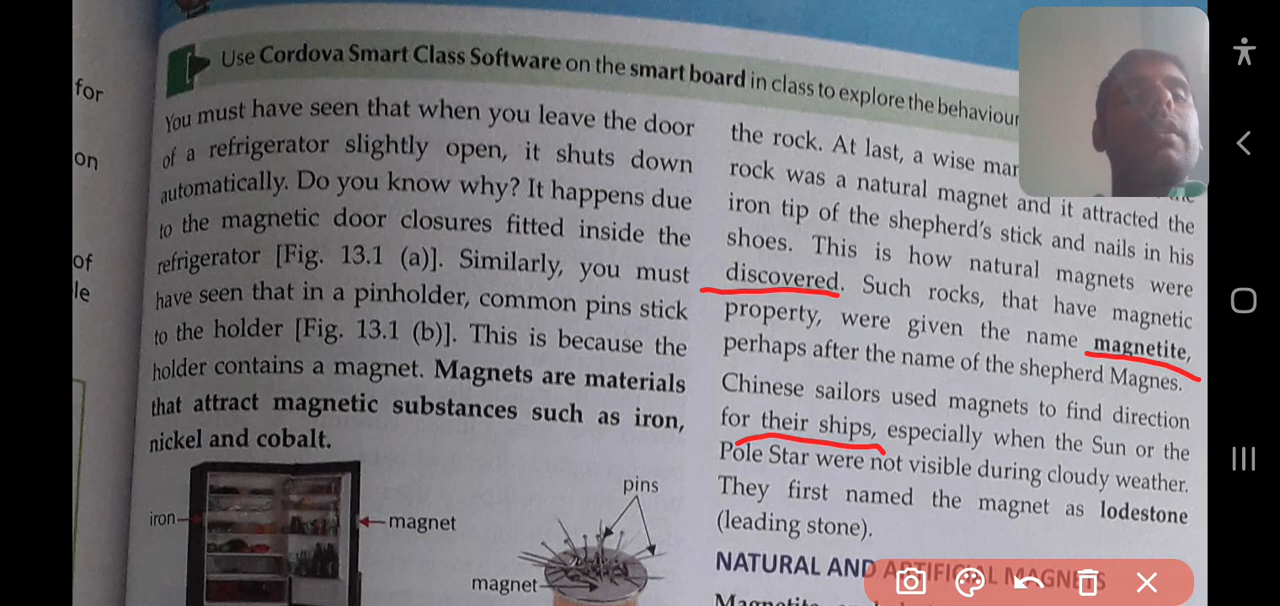 Use Cordova Smart Class Software on the smart board in class to explore the behaviour
for
on
of
le
You must have seen that when you leave the door
of a refrigerator slightly open, it shuts down
automatically. Do you know why? It happens due
to the magnetic door closures fitted inside the
refrigerator [Fig. 13.1 (a)]. Similarly, you must
have seen that in a pinholder, common pins stick
to the holder [Fig. 13.1 (b)]. This is because the
holder contains a magnet. Magnets are materials
that attract magnetic substances such as iron,
nickel and cobalt.
iron
magnet
pins
magnet
the rock. At last, a wise
rock was a natural magnet and it attracted the
iron tip of the shepherd's stick and nails in his
shoes. This is how natural magnets were
discovered. Such rocks, that have magnetic
property, were given the name magnetite,
perhaps after the name of the shepherd Magnes.
Chinese sailors used magnets to find direction
for their ships, especially when the Sun or the
Pole Star were not visible during cloudy weather.
They first named the magnet as lodestone
(leading stone).
NATURAL AND ARTIFICIAL MAGNETS